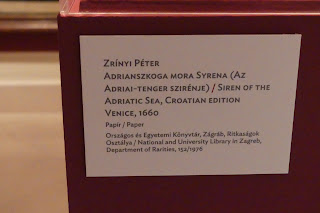 Zrínyi Péter
Adrianszkoga mora Syrena (Az
Adriai-tenger szirénje) / Siren of the
Adriatic Sea, Croatian edition
Venice, 1660
Papír / Paper
Országos és Egyetemi Könyvtár, Zágráb, Ritkaságok
Osztálya / National and University Library in Zagreb,
Department of Rarities, 152/1976